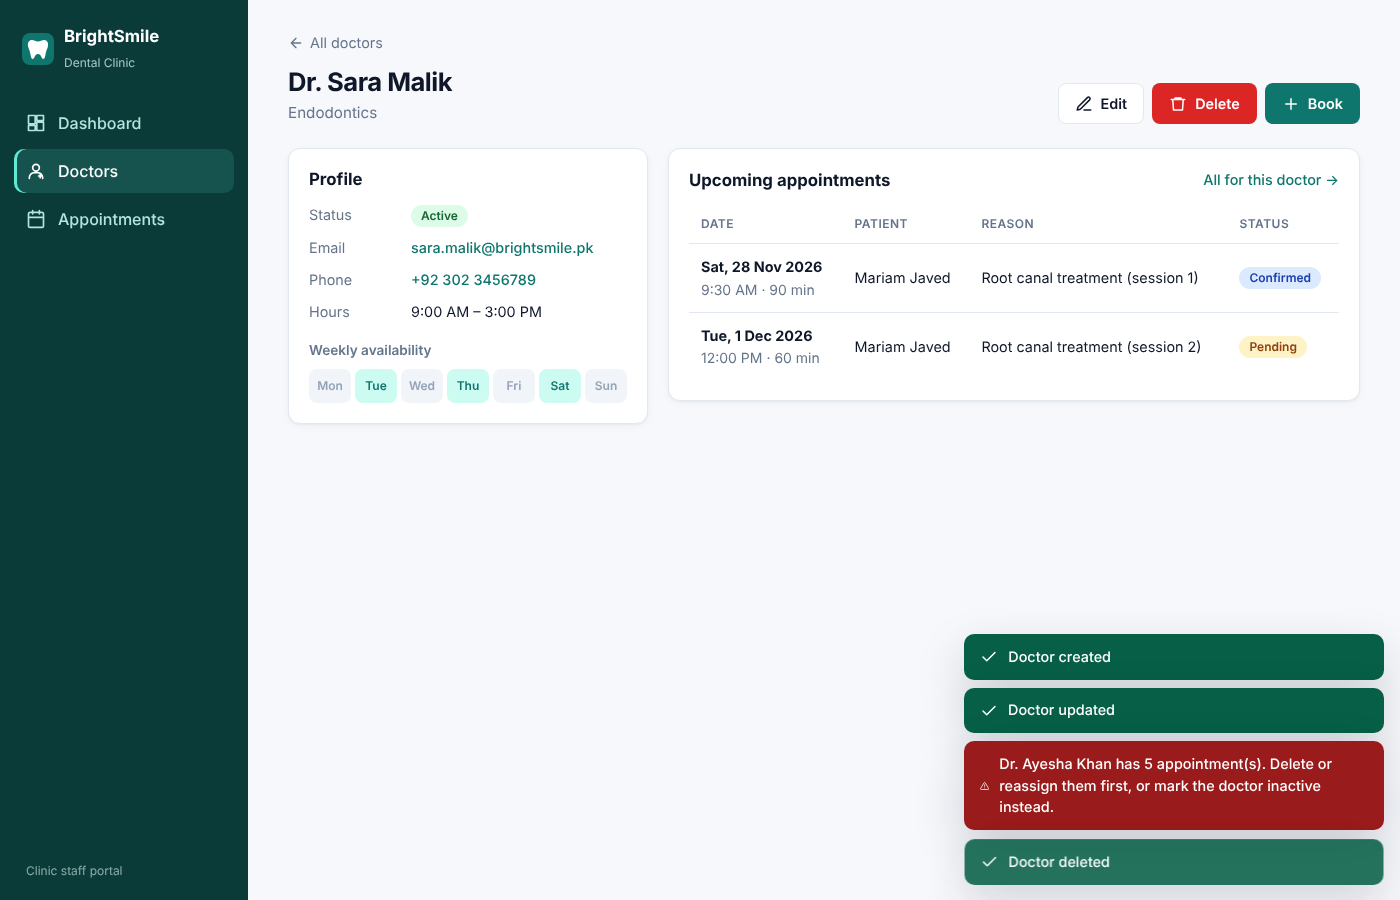 BrightSmile
Dental Clinic
Dashboard
Doctors
Appointments
Clinic staff portal
← All doctors
Dr. Sara Malik
Endodontics
Edit
Delete
+ Book
Profile
Status Active
Email sara.malik@brightsmile.pk
Phone +92 302 3456789
Hours 9:00 AM – 3:00 PM
Weekly availability
Mon Tue Wed Thu Fri Sat Sun
Upcoming appointments
All for this doctor →
DATE PATIENT REASON STATUS
Sat, 28 Nov 2026
9:30 AM · 90 min
Mariam Javed
Root canal treatment (session 1)
Confirmed
Tue, 1 Dec 2026
12:00 PM · 60 min
Mariam Javed
Root canal treatment (session 2)
Pending
Doctor created
Doctor updated
Dr. Ayesha Khan has 5 appointment(s). Delete or
reassign them first, or mark the doctor inactive
instead.
Doctor deleted